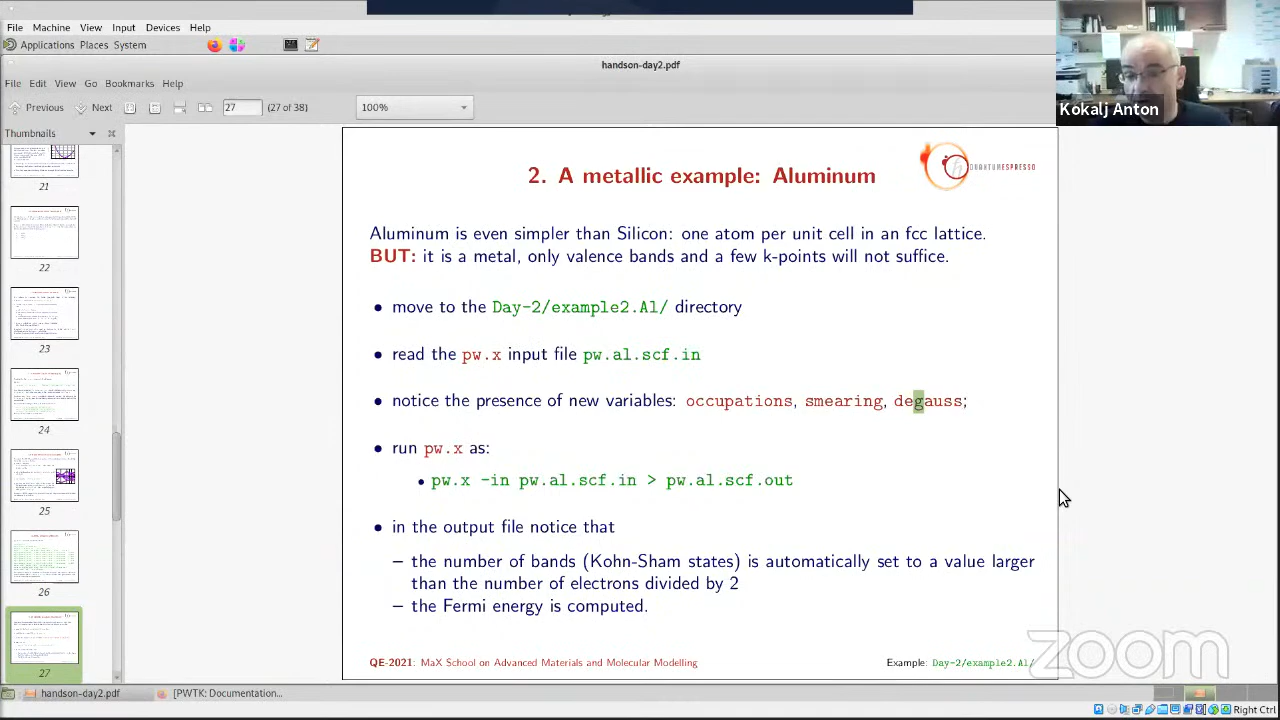 File Machine View Input Devices Help
Applications Places System
handson-day2.pdf
File Edit View Go Bookmarks Help
Previous Next 27 (27 of 38) 100%
Thumbnails
21
22
23
24
25
26
27
Kokalj Anton
QUANTUMESPRESSO
2. A metallic example: Aluminum
Aluminum is even simpler than Silicon: one atom per unit cell in an fcc lattice.
BUT: it is a metal, only valence bands and a few k-points will not suffice.
• move to the Day-2/example2.Al/ directory
• read the pw.x input file pw.al.scf.in
• notice the presence of new variables: occupations, smearing, degauss;
• run pw.x as:
• pw.x -in pw.al.scf.in > pw.al.scf.out
• in the output file notice that
– the number of bands (Kohn-Sham states) is automatically set to a value larger
than the number of electrons divided by 2
– the Fermi energy is computed.
QE-2021: MaX School on Advanced Materials and Molecular Modelling
Example: Day-2/example2.Al/
zoom
handson-day2.pdf
[PWTK: Documentation...
Right Ctrl